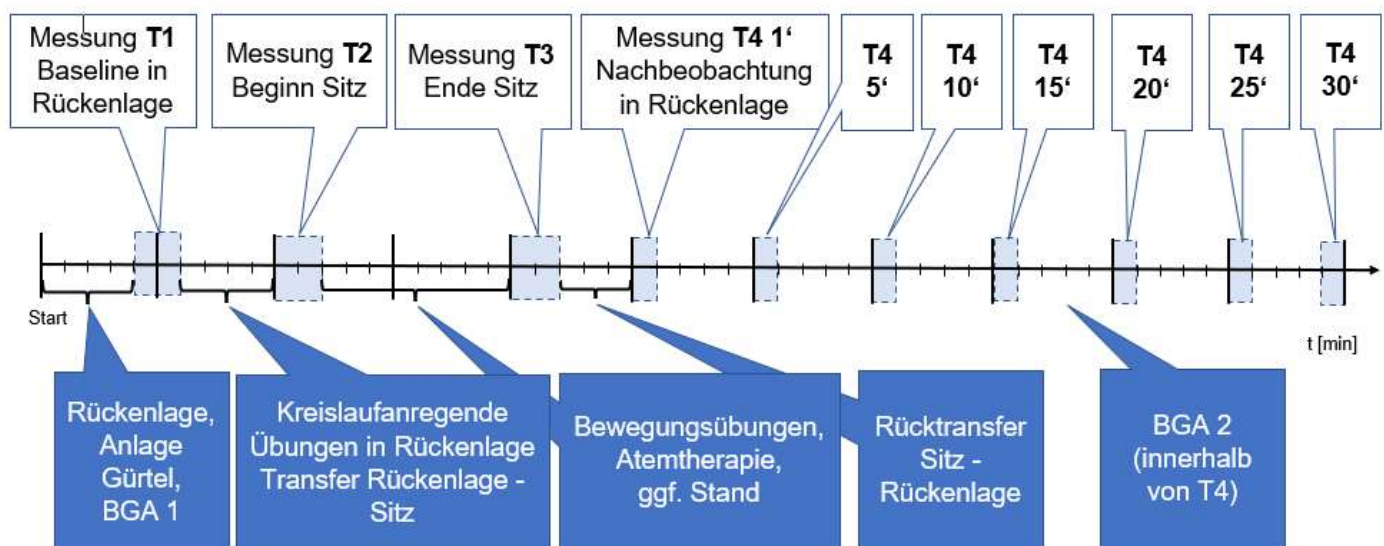 Messung T1
Baseline in
Rückenlage
Messung T2
Beginn Sitz
Messung T3
Ende Sitz
Messung T4 1‘
Nachbeobachtung
in Rückenlage
T4
5‘
T4
10‘
T4
15‘
T4
20‘
T4
25‘
T4
30‘
Start
t [min]
Rückenlage,
Anlage
Gürtel,
BGA 1
Kreislaufanregende
Übungen in Rückenlage
Transfer Rückenlage -
Sitz
Bewegungsübungen,
Atemtherapie,
ggf. Stand
Rücktransfer
Sitz -
Rückenlage
BGA 2
(innerhalb
von T4)